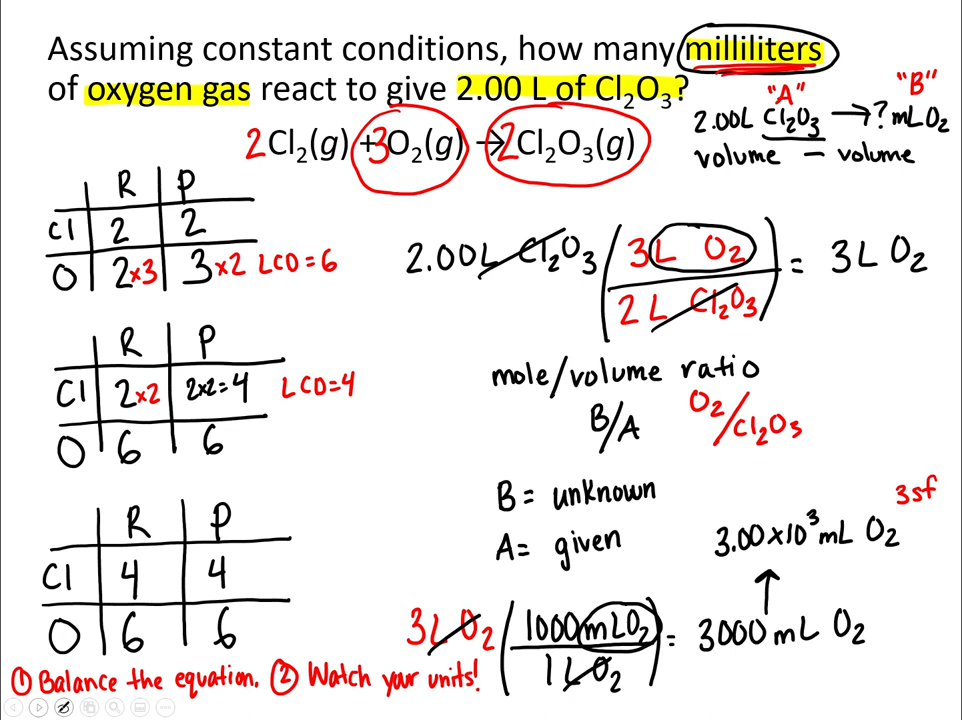 Assuming constant conditions, how many milliliters
of oxygen gas react to give 2.00 L of Cl₂O₃?
"A"
"B"
2.00L Cl₂O₃ → ? mL O₂
volume – volume
2Cl₂(g) + 3O₂(g) → 2Cl₂O₃(g)
R P
Cl 2 2
O 2×3 3×2 LCD=6
2.00L Cl₂O₃ (3L O₂ / 2L Cl₂O₃) = 3L O₂
R P
Cl 2×2 2×2=4 LCD=4
O 6 6
mole/volume ratio
B/A O₂/Cl₂O₃
B= unknown
A= given
3sf
3.00×10³ mL O₂
R P
Cl 4 4
O 6 6
3L O₂ (1000mL O₂ / 1L O₂) = 3000mL O₂
① Balance the equation. ② Watch your units!